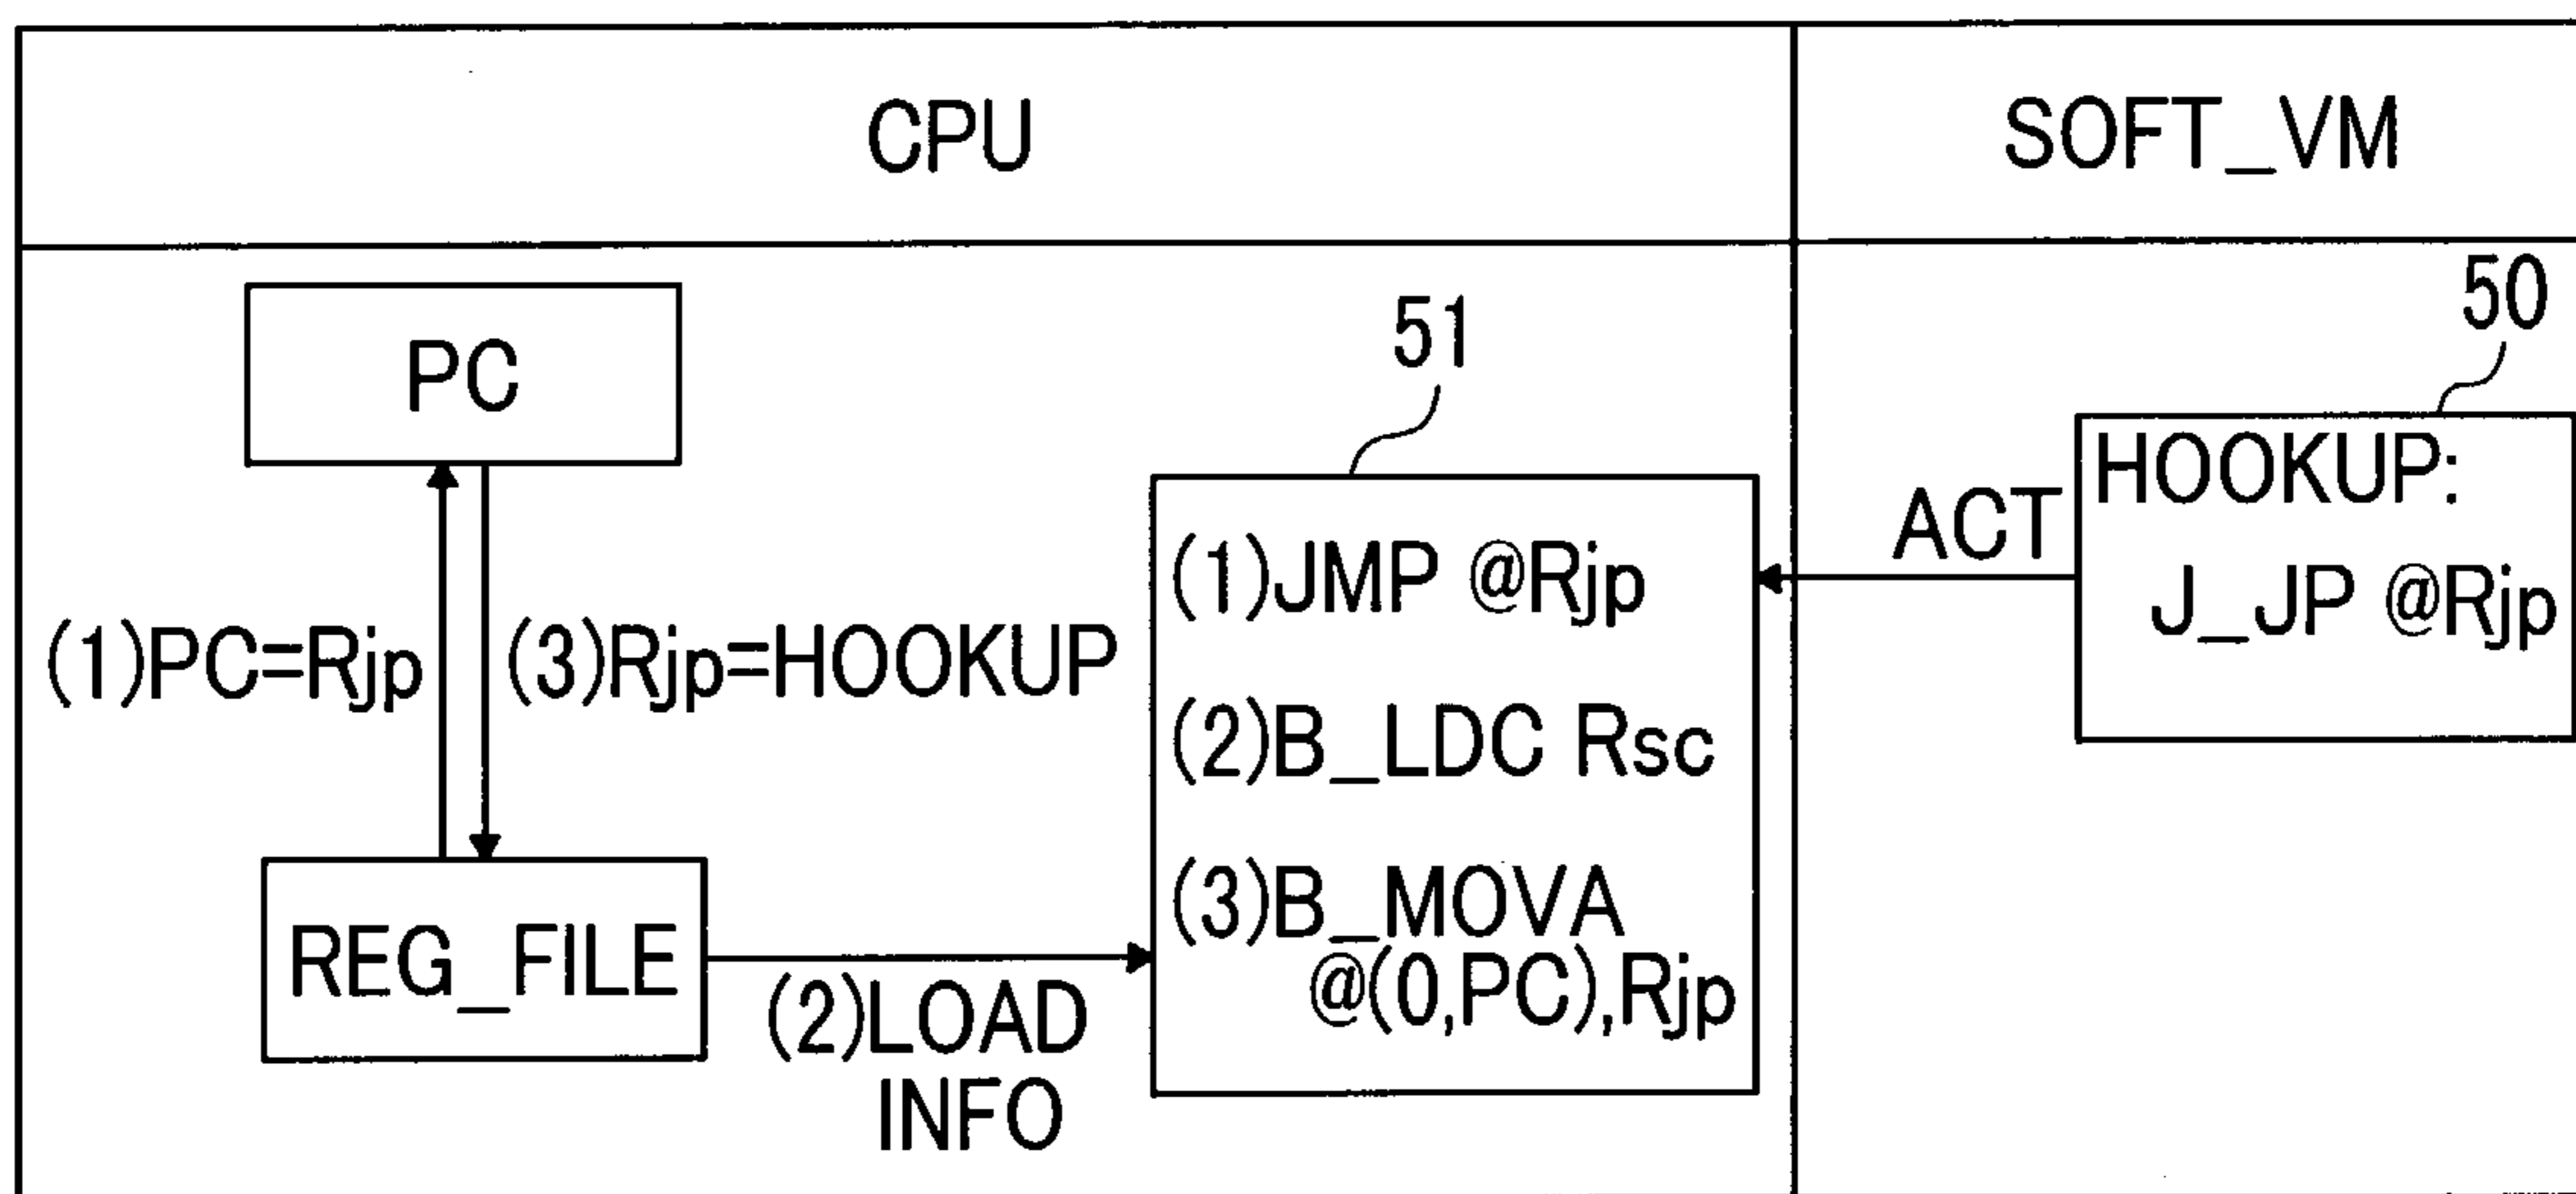 CPU
SOFT_VM
PC
51
50
HOOKUP:
J_JP @Rjp
ACT
(1)JMP @Rjp
(2)B_LDC Rsc
(3)B_MOVA
@(0,PC),Rjp
(1)PC=Rjp
(3)Rjp=HOOKUP
REG_FILE
(2)LOAD
INFO